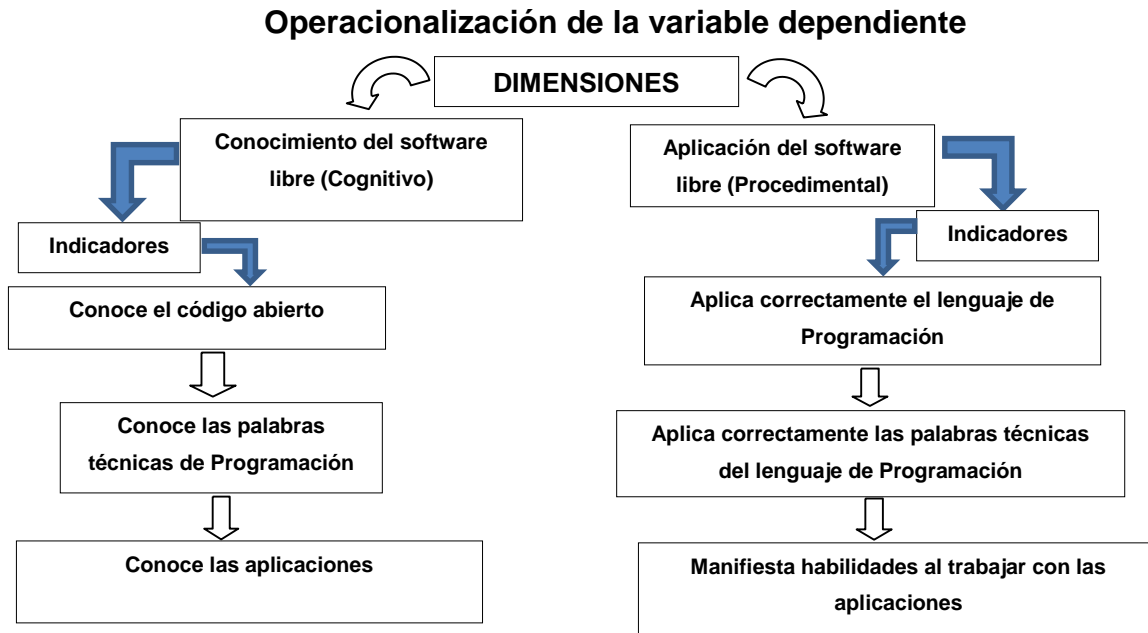 Operacionalización de la variable dependiente
DIMENSIONES
Conocimiento del software
libre (Cognitivo)
Indicadores
Conoce el código abierto
Conoce las palabras
técnicas de Programación
Conoce las aplicaciones
Aplicación del software
libre (Procedimental)
Indicadores
Aplica correctamente el lenguaje de
Programación
Aplica correctamente las palabras técnicas
del lenguaje de Programación
Manifiesta habilidades al trabajar con las
aplicaciones